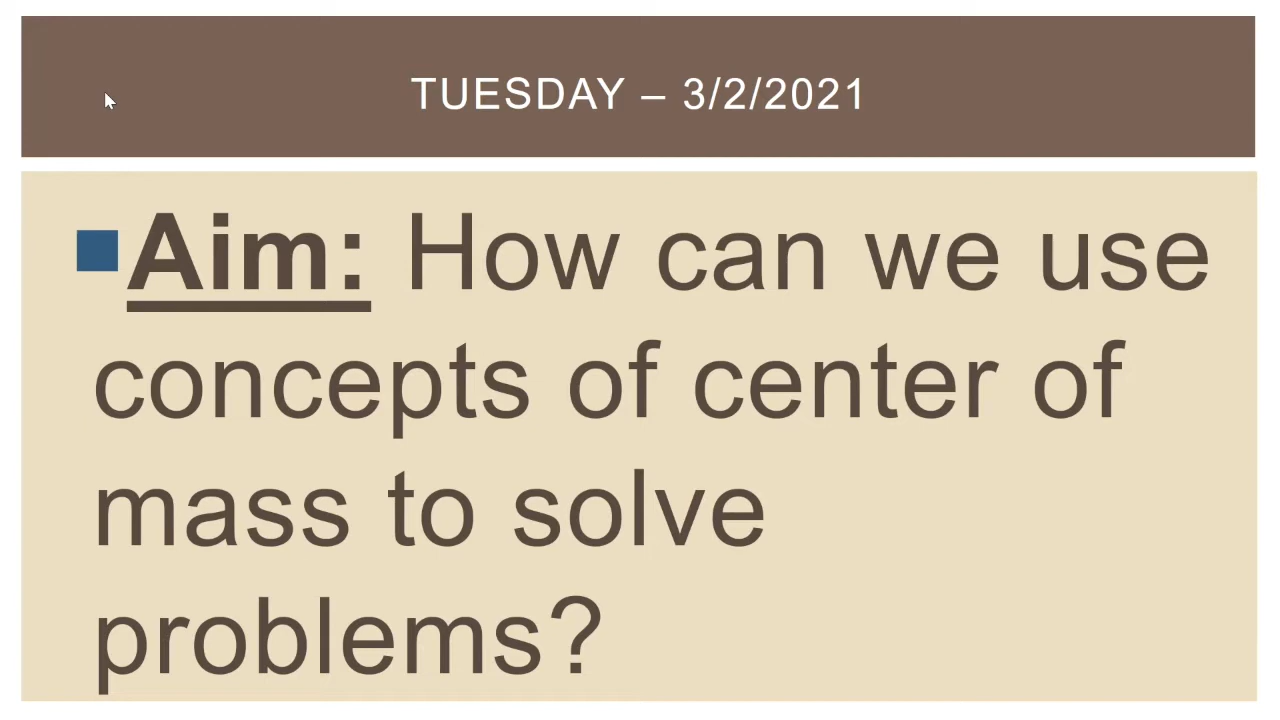 TUESDAY – 3/2/2021
Aim: How can we use
concepts of center of
mass to solve
problems?